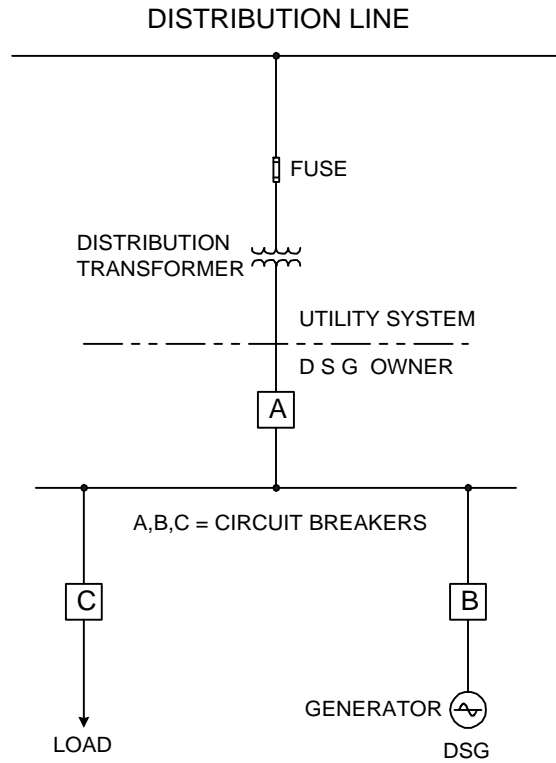 DISTRIBUTION LINE
FUSE
DISTRIBUTION
TRANSFORMER
UTILITY SYSTEM
D S G OWNER
A
A,B,C = CIRCUIT BREAKERS
C
B
GENERATOR
LOAD
DSG